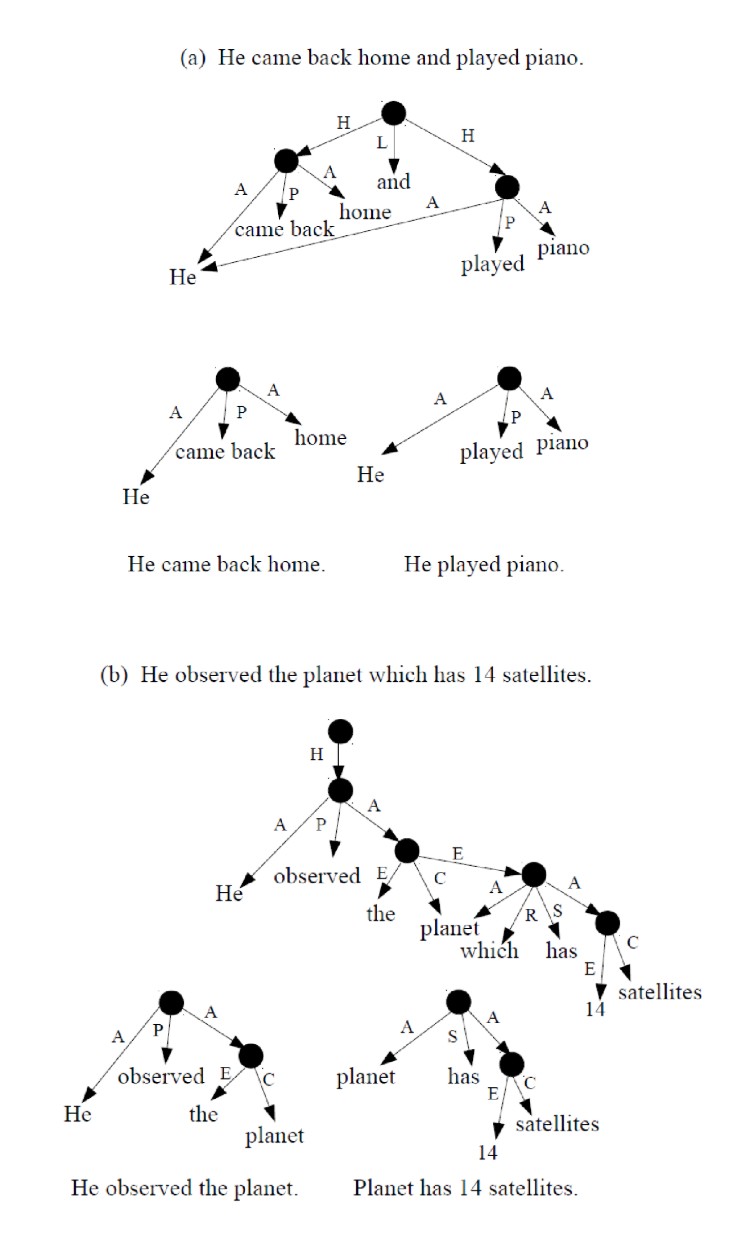 (a) He came back home and played piano.
H
L
H
A
P
A
and
home
A
A
came back
P
piano
He
played
A
A
P
home
came back
He
A
A
P
piano
played
He
He came back home.
He played piano.
(b) He observed the planet which has 14 satellites.
H
A
A
P
E
observed
E
C
A
A
He
the
planet
R
S
which
has
C
E
satellites
14
A
P
A
observed
E
C
He
the
planet
A
S
A
planet
has
E
C
satellites
14
He observed the planet.
Planet has 14 satellites.